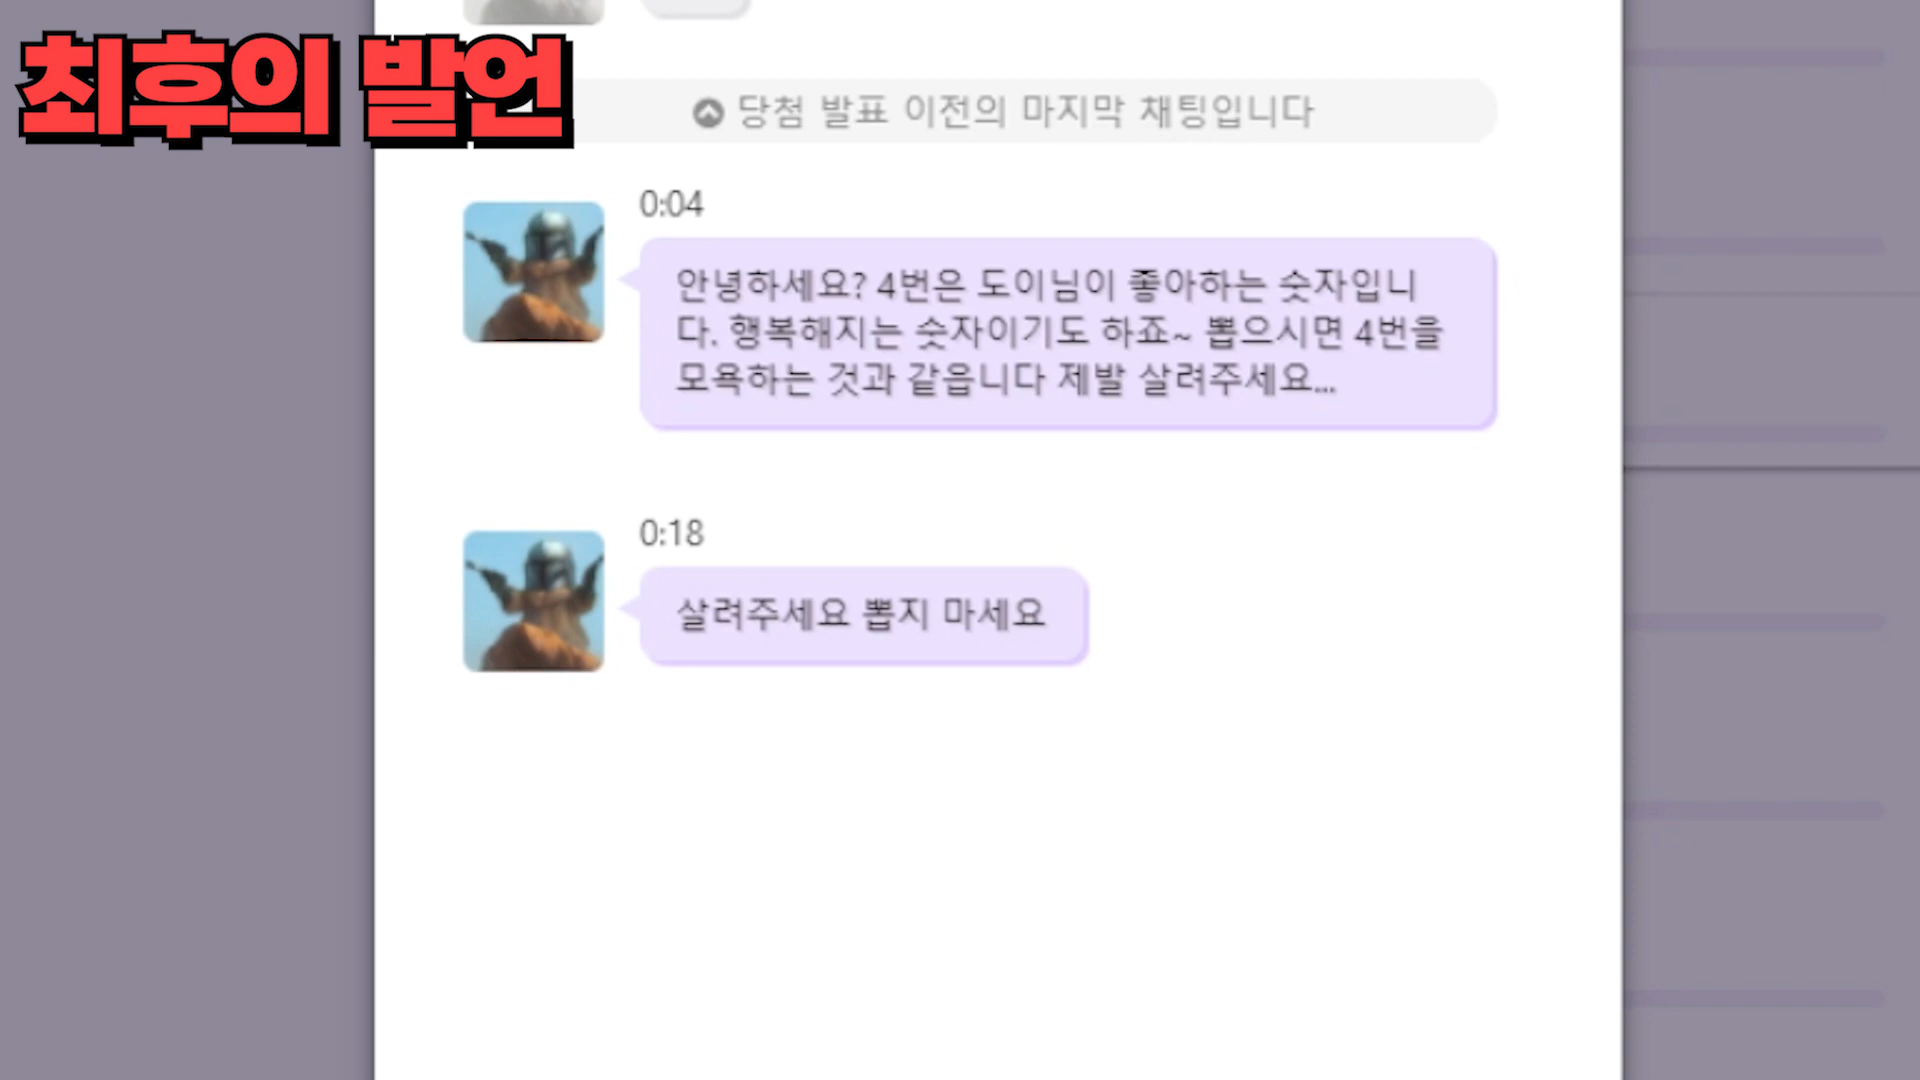 최후의 발언
당첨 발표 이전의 마지막 채팅입니다
0:04
안녕하세요? 4번은 도이님이 좋아하는 숫자입니
다. 행복해지는 숫자이기도 하죠~ 뽑으시면 4번을
모욕하는 것과 같읍니다 제발 살려주세요...
0:18
살려주세요 뽑지 마세요